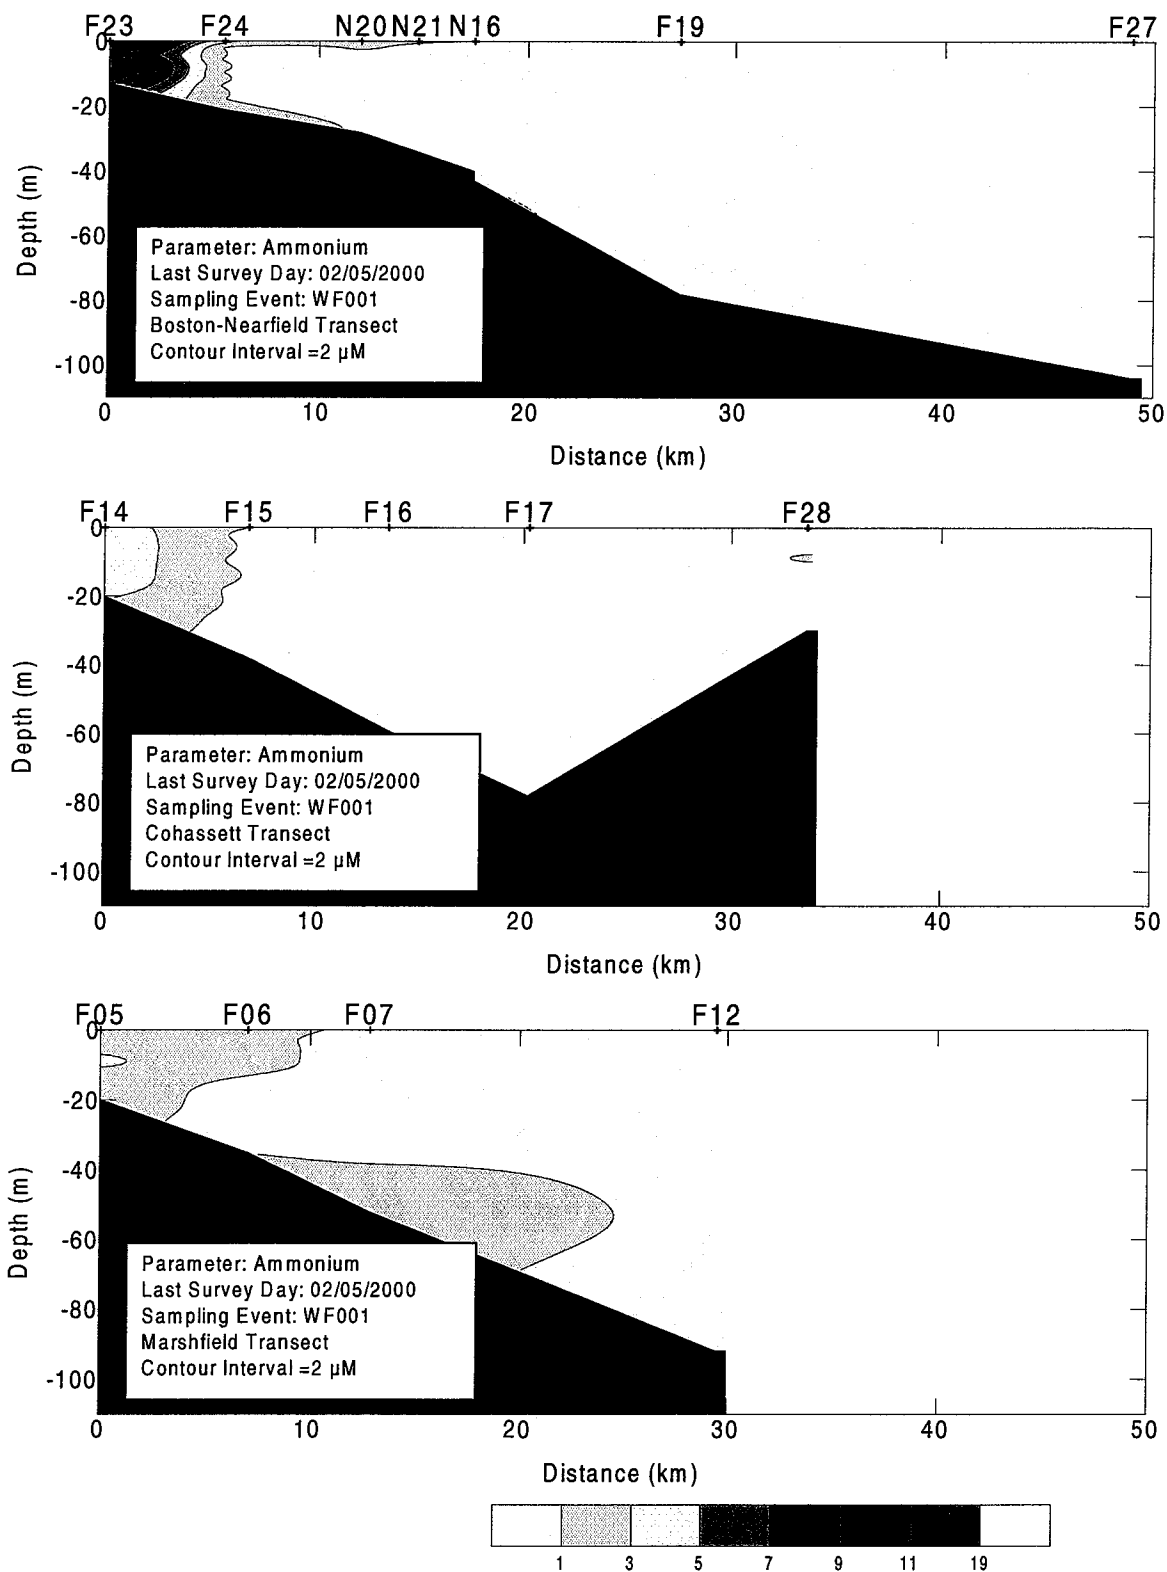 F23 F24 N20 N21 N16 F19 F27
0
-20
-40
-60
-80
-100
Depth (m)
Parameter: Ammonium
Last Survey Day: 02/05/2000
Sampling Event: WF001
Boston-Nearfield Transect
Contour Interval =2 µM
0 10 20 30 40 50
Distance (km)
F14 F15 F16 F17 F28
0
-20
-40
-60
-80
-100
Depth (m)
Parameter: Ammonium
Last Survey Day: 02/05/2000
Sampling Event: WF001
Cohassett Transect
Contour Interval =2 µM
0 10 20 30 40 50
Distance (km)
F05 F06 F07 F12
0
-20
-40
-60
-80
-100
Depth (m)
Parameter: Ammonium
Last Survey Day: 02/05/2000
Sampling Event: WF001
Marshfield Transect
Contour Interval =2 µM
0 10 20 30 40 50
Distance (km)
1 3 5 7 9 11 19